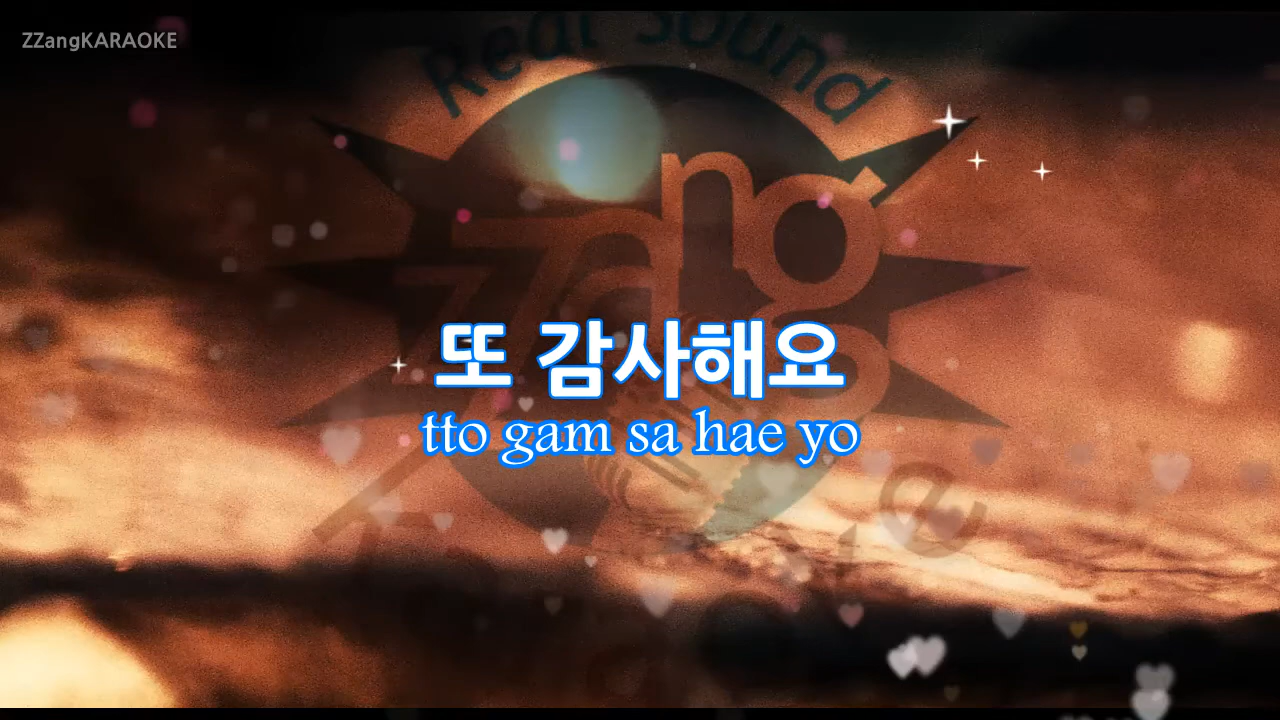 ZZangKARAOKE
Real Sound
Zzang
또 감사해요
tto gam sa hae yo